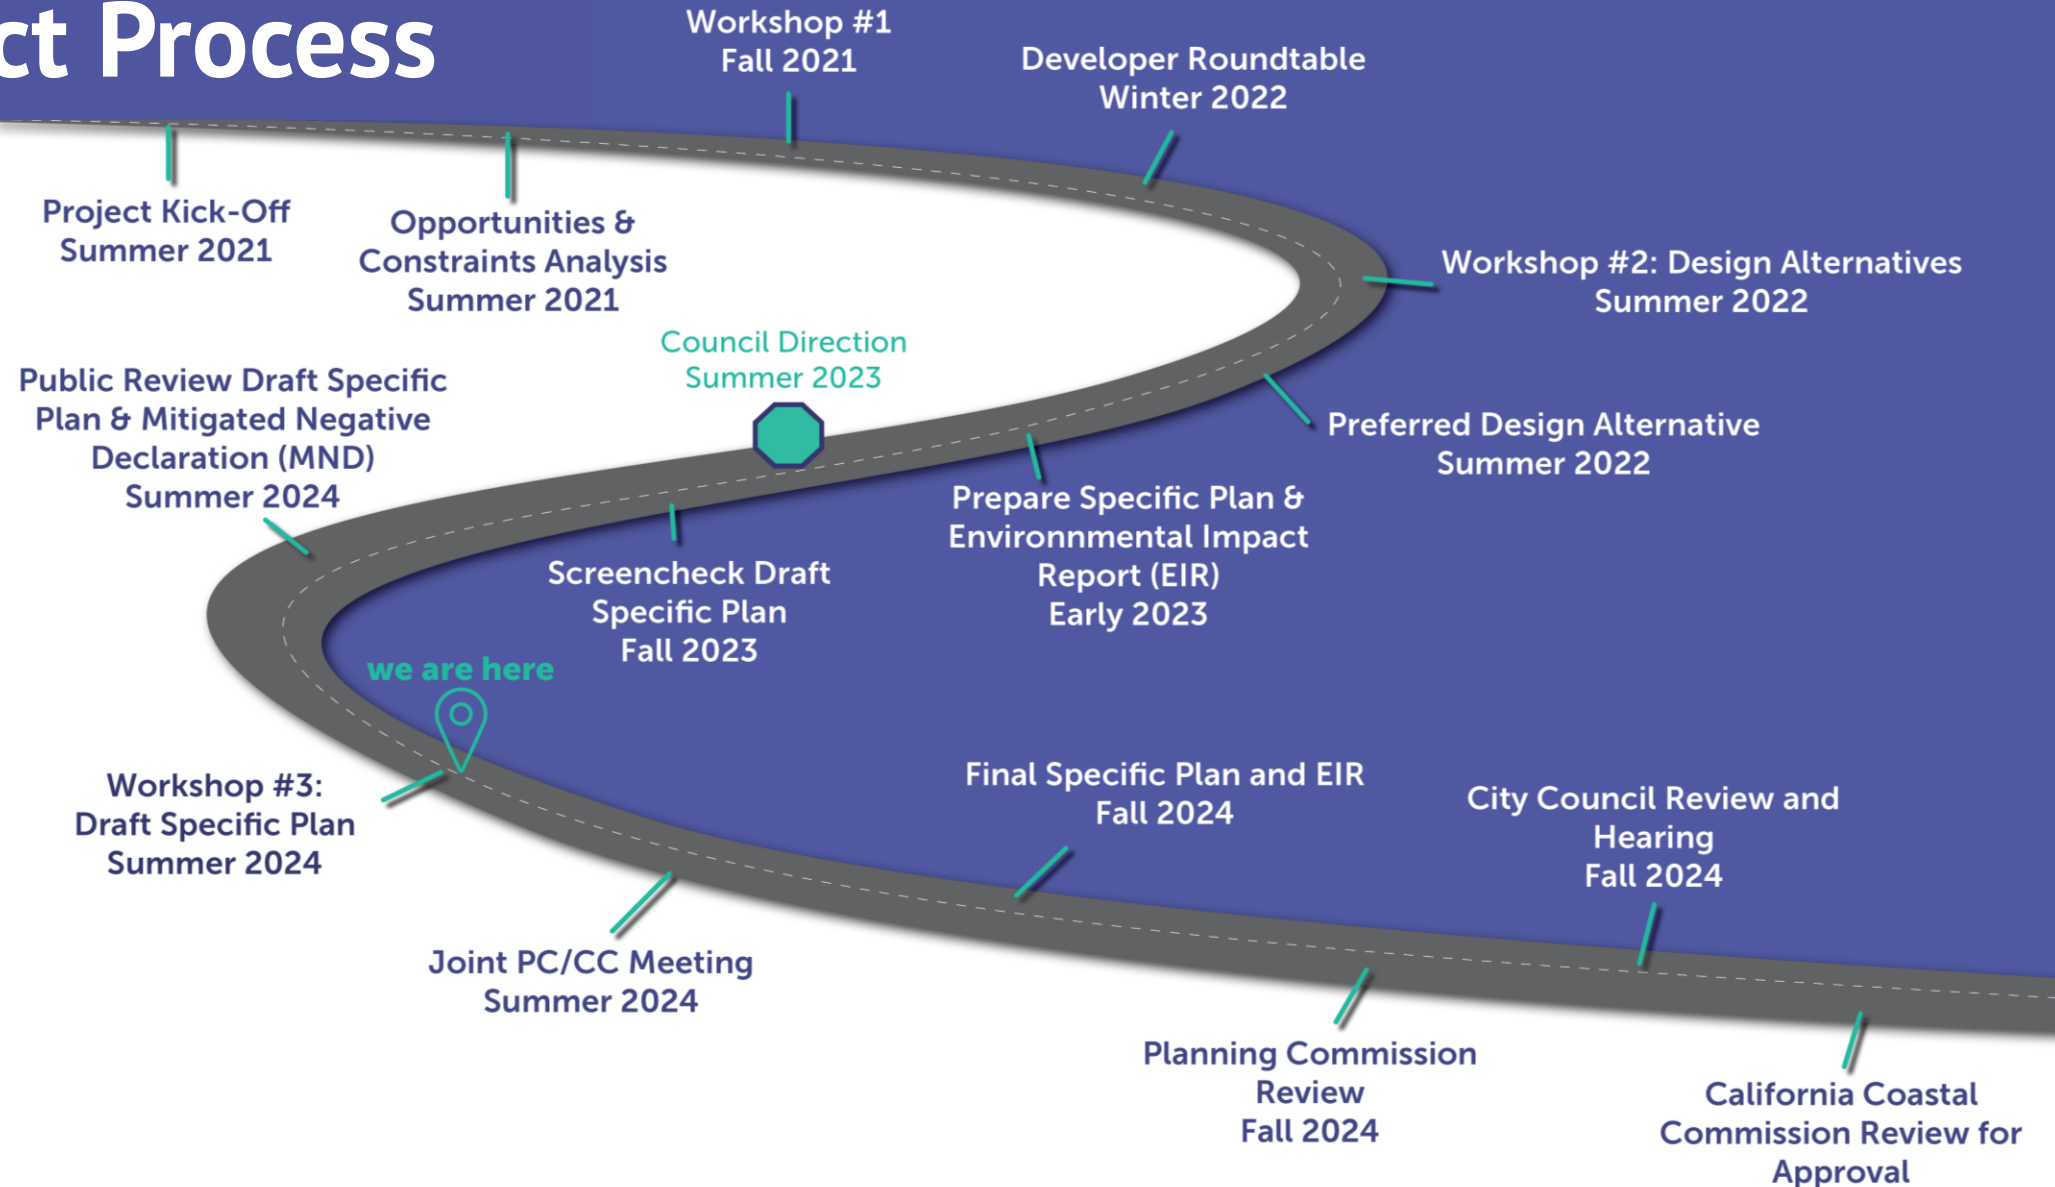 ct Process
Project Kick-Off
Summer 2021
Opportunities &
Constraints Analysis
Summer 2021
Workshop #1
Fall 2021
Developer Roundtable
Winter 2022
Workshop #2: Design Alternatives
Summer 2022
Preferred Design Alternative
Summer 2022
Prepare Specific Plan &
Environnmental Impact
Report (EIR)
Early 2023
Council Direction
Summer 2023
Screencheck Draft
Specific Plan
Fall 2023
Public Review Draft Specific
Plan & Mitigated Negative
Declaration (MND)
Summer 2024
we are here
Workshop #3:
Draft Specific Plan
Summer 2024
Joint PC/CC Meeting
Summer 2024
Final Specific Plan and EIR
Fall 2024
Planning Commission
Review
Fall 2024
City Council Review and
Hearing
Fall 2024
California Coastal
Commission Review for
Approval